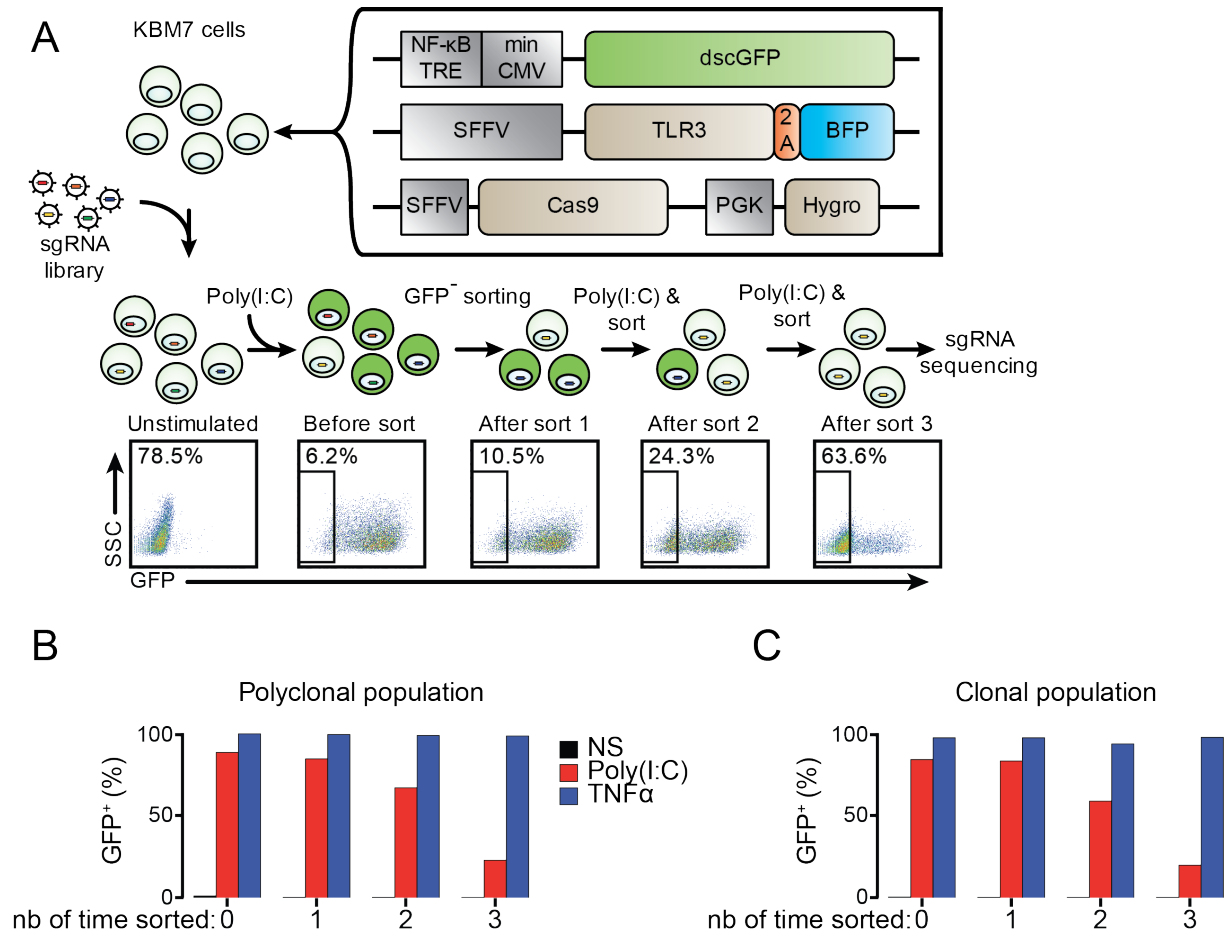 A
KBM7 cells
NF-κB
TRE
min
CMV
dscGFP
SFFV
TLR3
2
A
BFP
SFFV
Cas9
PGK
Hygro
sgRNA
library
Poly(I:C)
GFP⁻ sorting
Poly(I:C) &
sort
Poly(I:C) &
sort
sgRNA
sequencing
Unstimulated
Before sort
After sort 1
After sort 2
After sort 3
78.5%
6.2%
10.5%
24.3%
63.6%
SSC
GFP
B
Polyclonal population
GFP⁺ (%)
100
50
0
NS
Poly(I:C)
TNFα
nb of time sorted: 0 1 2 3
C
Clonal population
GFP⁺ (%)
100
50
0
nb of time sorted: 0 1 2 3